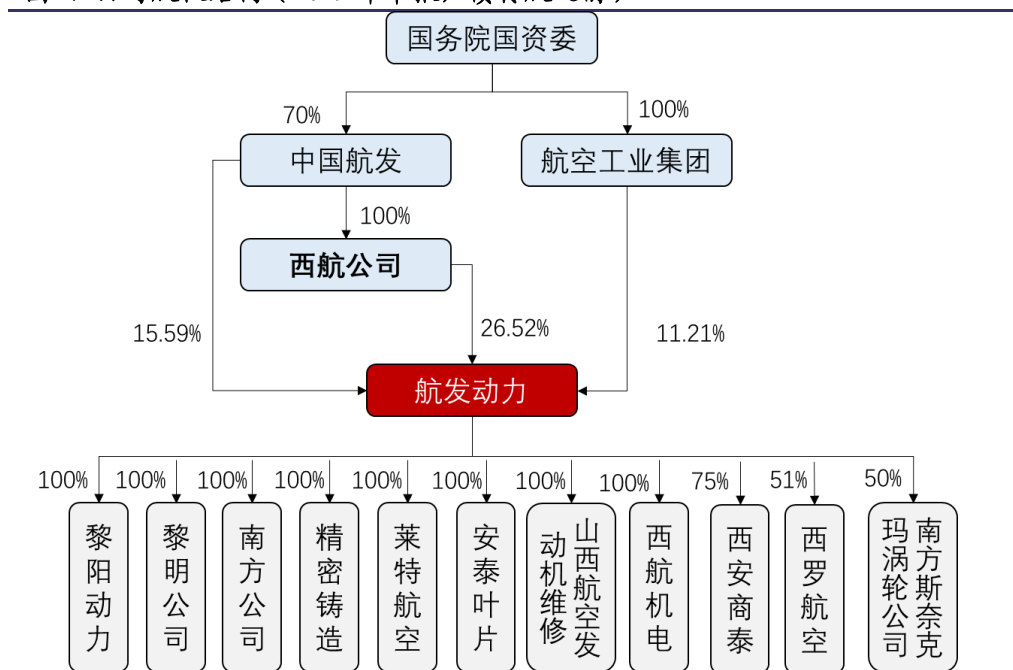 国务院国资委
70%
100%
中国航发
航空工业集团
100%
西航公司
15.59%
26.52%
11.21%
航发动力
100%
100%
100%
100%
100%
100%
100%
100%
75%
51%
50%
黎阳动力
黎明公司
南方公司
精密铸造
莱特航空
安泰叶片
山西航空发
动机维修
西航机电
西安商泰
西罗航空
南方斯奈克
玛涡轮公司